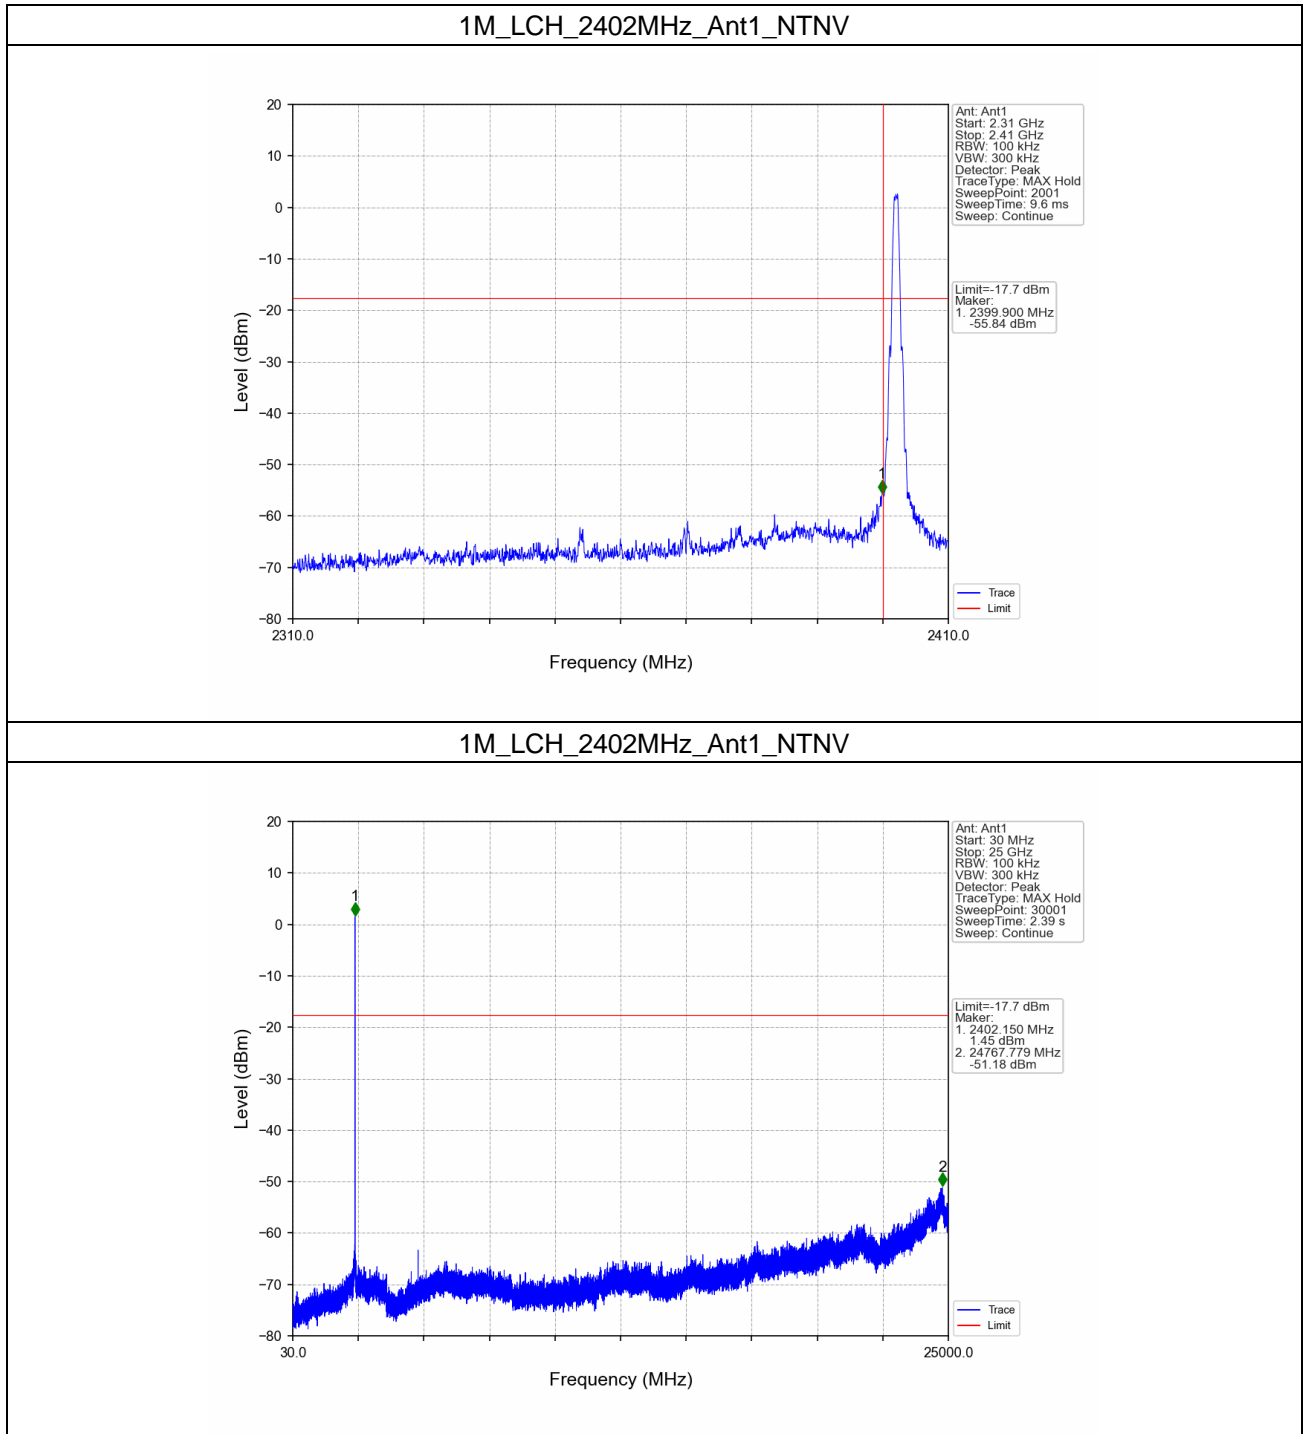 1M_LCH_2402MHz_Ant1_NTNV
20
10
0
−10
−20
−30
−40
−50
−60
−70
−80
Level (dBm)
2310.0
2410.0
Frequency (MHz)
1
Ant: Ant1
Start: 2.31 GHz
Stop: 2.41 GHz
RBW: 100 kHz
VBW: 300 kHz
Detector: Peak
TraceType: MAX Hold
SweepPoint: 2001
SweepTime: 9.6 ms
Sweep: Continue
Limit=-17.7 dBm
Maker:
1. 2399.900 MHz
-55.84 dBm
Trace
Limit
1M_LCH_2402MHz_Ant1_NTNV
20
10
0
−10
−20
−30
−40
−50
−60
−70
−80
Level (dBm)
30.0
25000.0
Frequency (MHz)
1
2
Ant: Ant1
Start: 30 MHz
Stop: 25 GHz
RBW: 100 kHz
VBW: 300 kHz
Detector: Peak
TraceType: MAX Hold
SweepPoint: 30001
SweepTime: 2.39 s
Sweep: Continue
Limit=-17.7 dBm
Maker:
1. 2402.150 MHz
1.45 dBm
2. 24767.779 MHz
-51.18 dBm
Trace
Limit